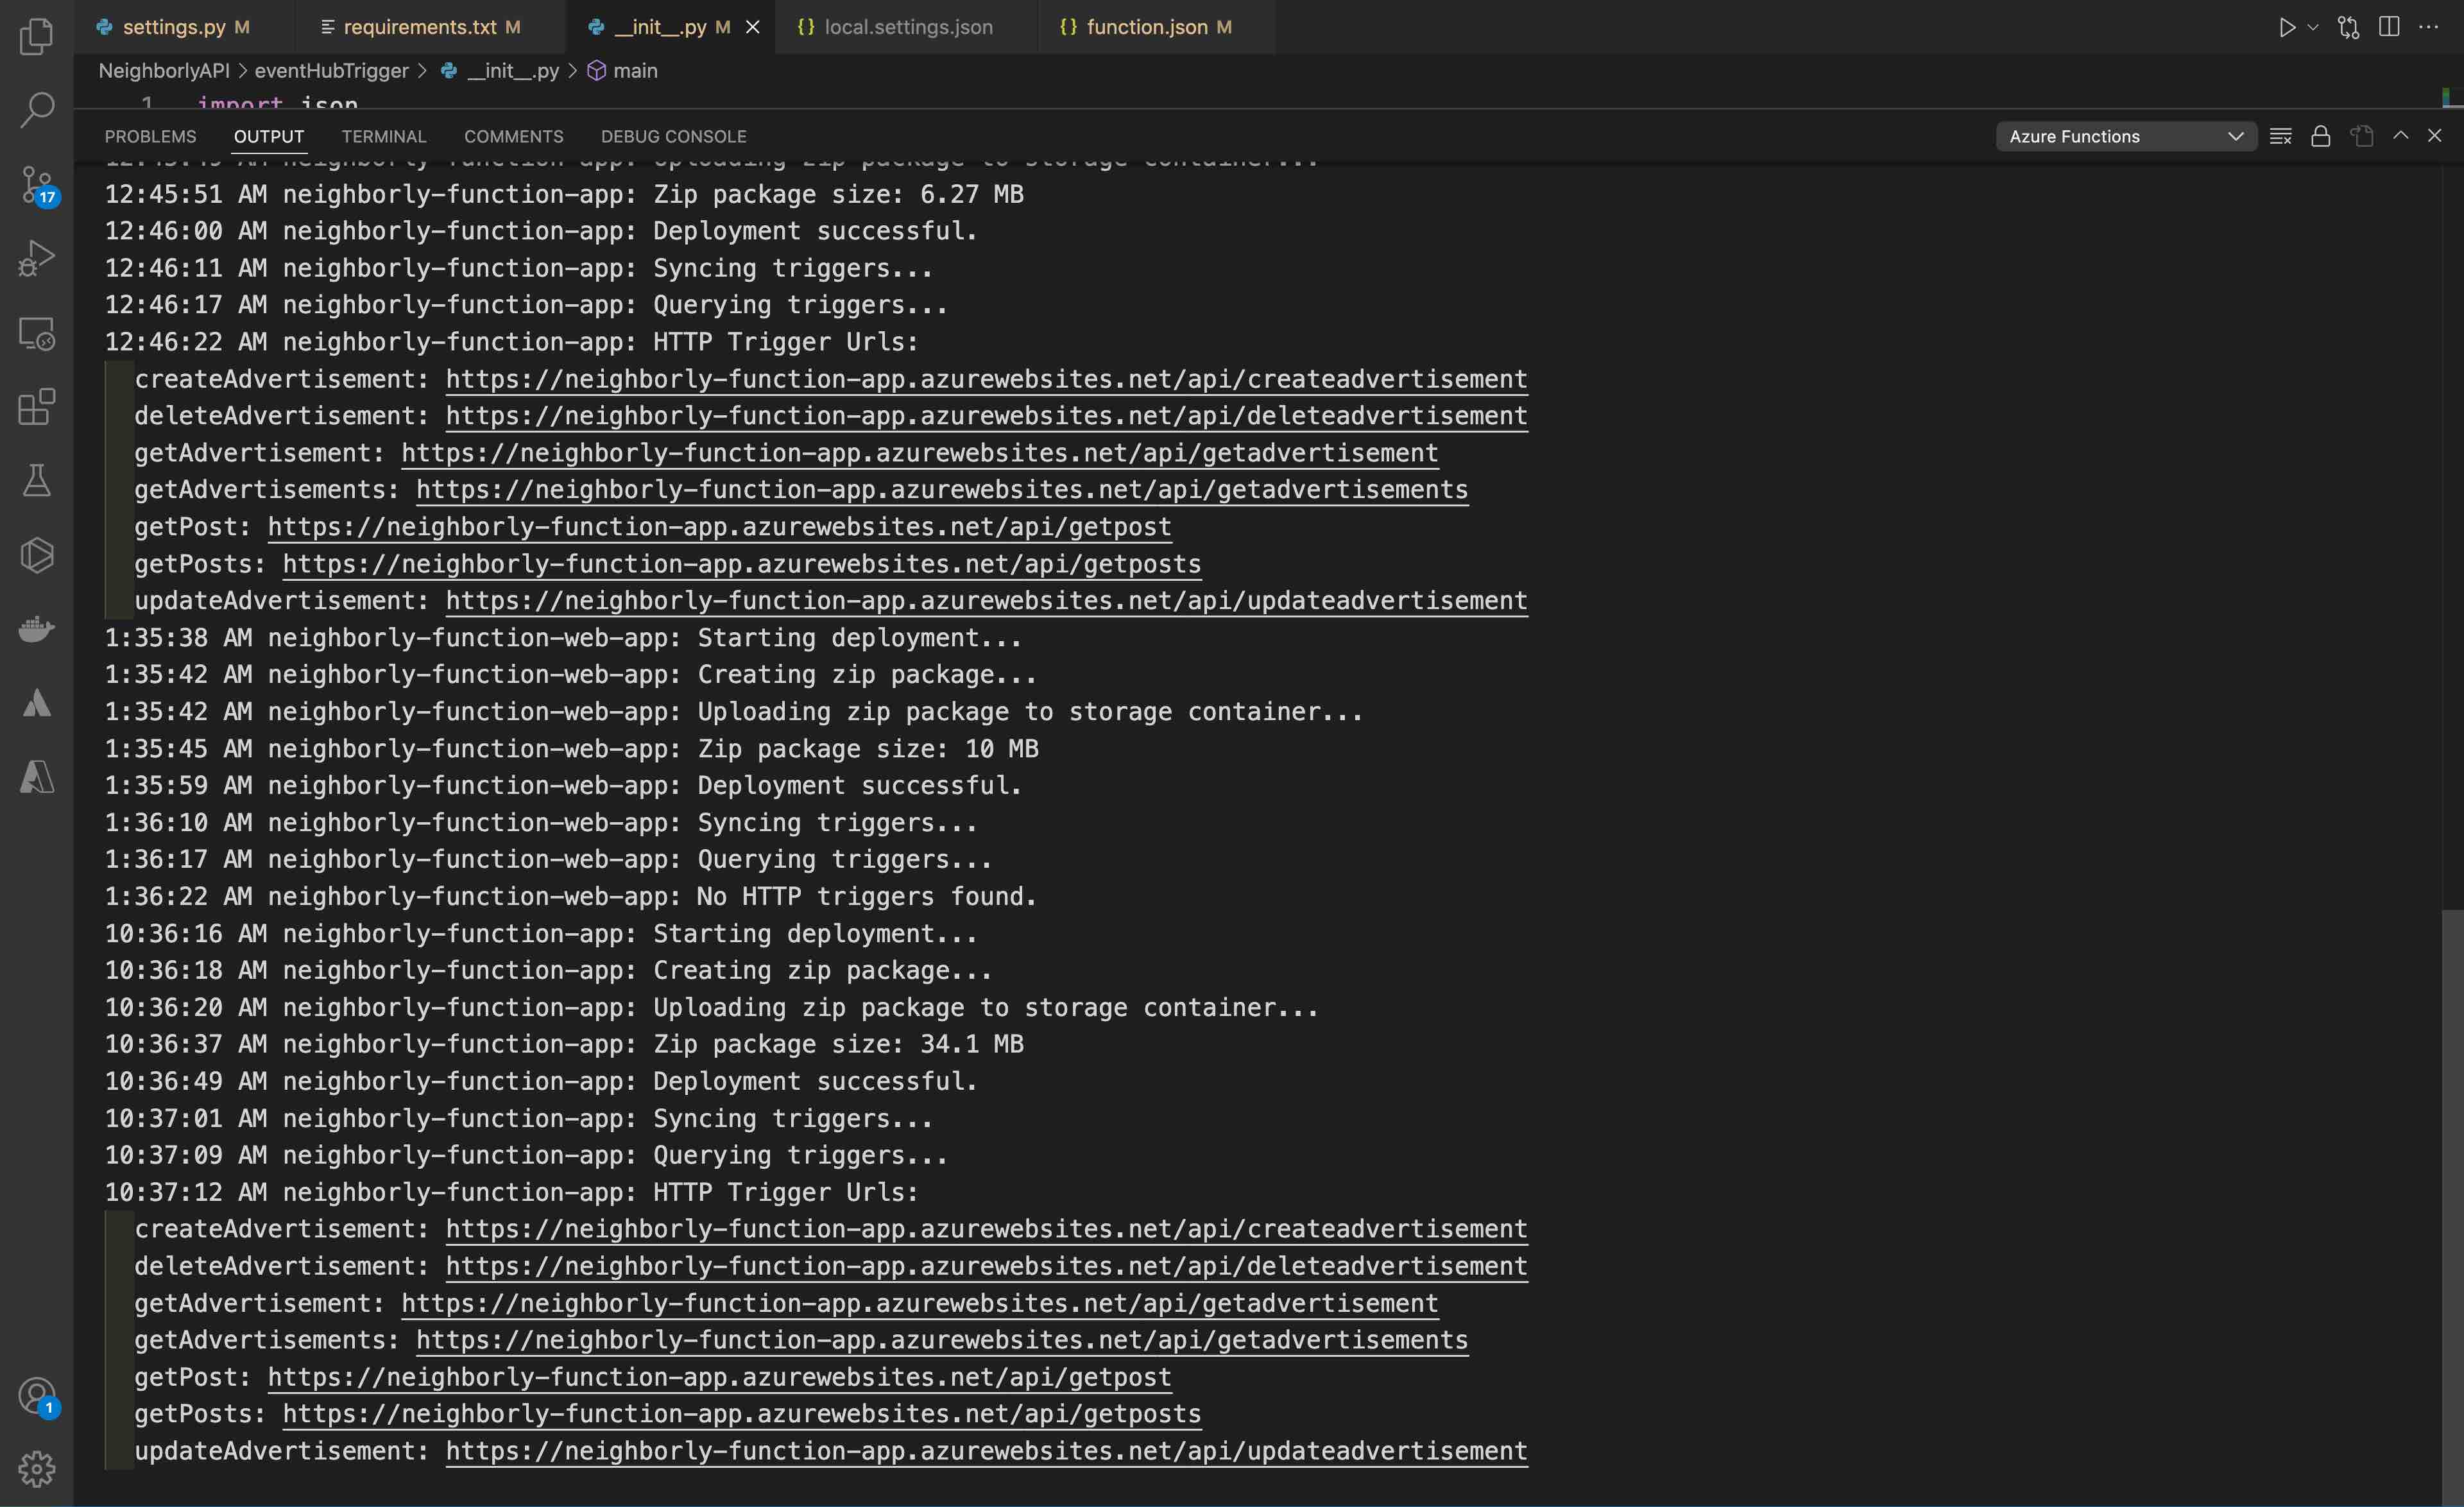 settings.py M
requirements.txt M
__init__.py M
{} local.settings.json
{} function.json M
NeighborlyAPI > eventHubTrigger > __init__.py > main
1 import json
PROBLEMS OUTPUT TERMINAL COMMENTS DEBUG CONSOLE
Azure Functions
12:45:49 AM neighborly-function-app: Uploading zip package to storage container...
12:45:51 AM neighborly-function-app: Zip package size: 6.27 MB
12:46:00 AM neighborly-function-app: Deployment successful.
12:46:11 AM neighborly-function-app: Syncing triggers...
12:46:17 AM neighborly-function-app: Querying triggers...
12:46:22 AM neighborly-function-app: HTTP Trigger Urls:
createAdvertisement: https://neighborly-function-app.azurewebsites.net/api/createadvertisement
deleteAdvertisement: https://neighborly-function-app.azurewebsites.net/api/deleteadvertisement
getAdvertisement: https://neighborly-function-app.azurewebsites.net/api/getadvertisement
getAdvertisements: https://neighborly-function-app.azurewebsites.net/api/getadvertisements
getPost: https://neighborly-function-app.azurewebsites.net/api/getpost
getPosts: https://neighborly-function-app.azurewebsites.net/api/getposts
updateAdvertisement: https://neighborly-function-app.azurewebsites.net/api/updateadvertisement
1:35:38 AM neighborly-function-web-app: Starting deployment...
1:35:42 AM neighborly-function-web-app: Creating zip package...
1:35:42 AM neighborly-function-web-app: Uploading zip package to storage container...
1:35:45 AM neighborly-function-web-app: Zip package size: 10 MB
1:35:59 AM neighborly-function-web-app: Deployment successful.
1:36:10 AM neighborly-function-web-app: Syncing triggers...
1:36:17 AM neighborly-function-web-app: Querying triggers...
1:36:22 AM neighborly-function-web-app: No HTTP triggers found.
10:36:16 AM neighborly-function-app: Starting deployment...
10:36:18 AM neighborly-function-app: Creating zip package...
10:36:20 AM neighborly-function-app: Uploading zip package to storage container...
10:36:37 AM neighborly-function-app: Zip package size: 34.1 MB
10:36:49 AM neighborly-function-app: Deployment successful.
10:37:01 AM neighborly-function-app: Syncing triggers...
10:37:09 AM neighborly-function-app: Querying triggers...
10:37:12 AM neighborly-function-app: HTTP Trigger Urls:
createAdvertisement: https://neighborly-function-app.azurewebsites.net/api/createadvertisement
deleteAdvertisement: https://neighborly-function-app.azurewebsites.net/api/deleteadvertisement
getAdvertisement: https://neighborly-function-app.azurewebsites.net/api/getadvertisement
getAdvertisements: https://neighborly-function-app.azurewebsites.net/api/getadvertisements
getPost: https://neighborly-function-app.azurewebsites.net/api/getpost
getPosts: https://neighborly-function-app.azurewebsites.net/api/getposts
updateAdvertisement: https://neighborly-function-app.azurewebsites.net/api/updateadvertisement
17
1